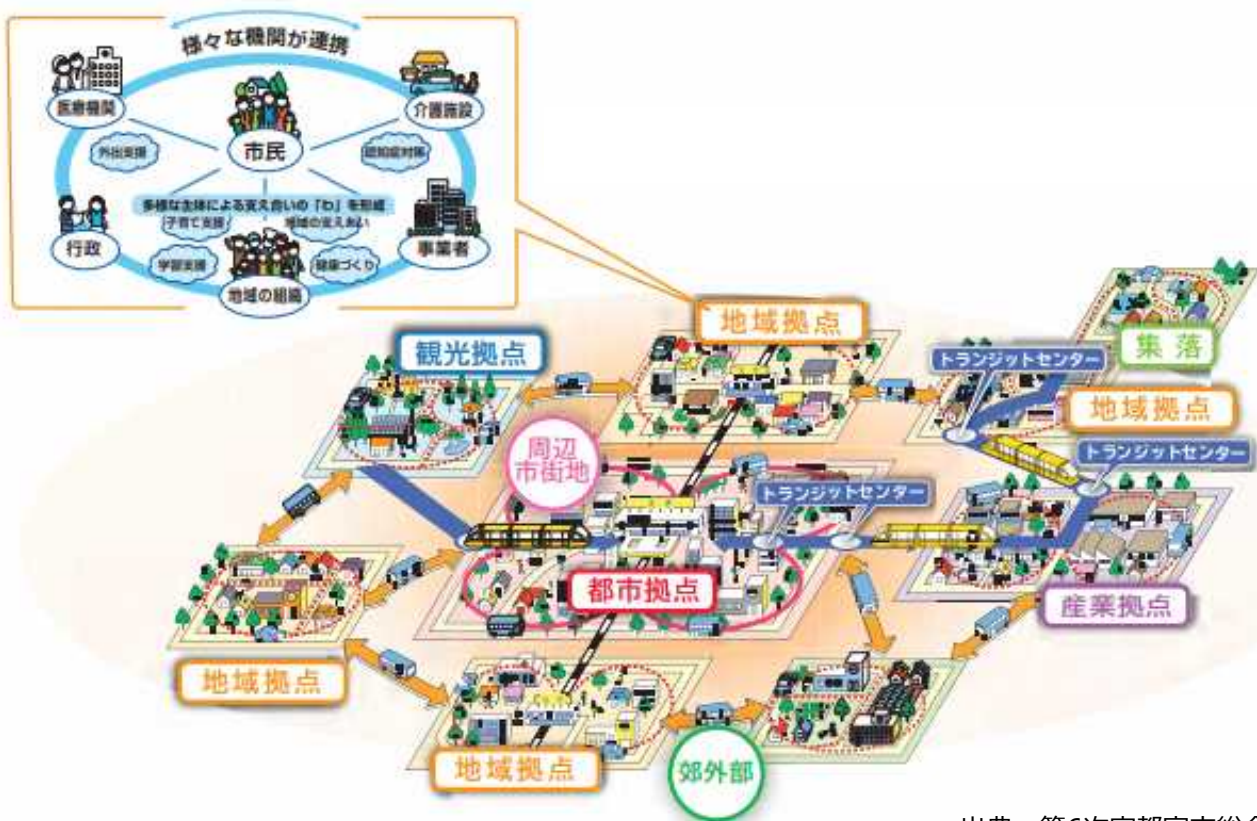 様々な機関が連携
医療機関
介護施設
市民
外出支援
認知症対策
多様な主体による支え合いの「わ」を形成
子育て支援
地域の支えあい
行政
事業者
学習支援
健康づくり
地域の組織
地域拠点
観光拠点
トランジットセンター
集落
地域拠点
周辺
市街地
トランジットセンター
トランジットセンター
都市拠点
産業拠点
地域拠点
地域拠点
郊外部